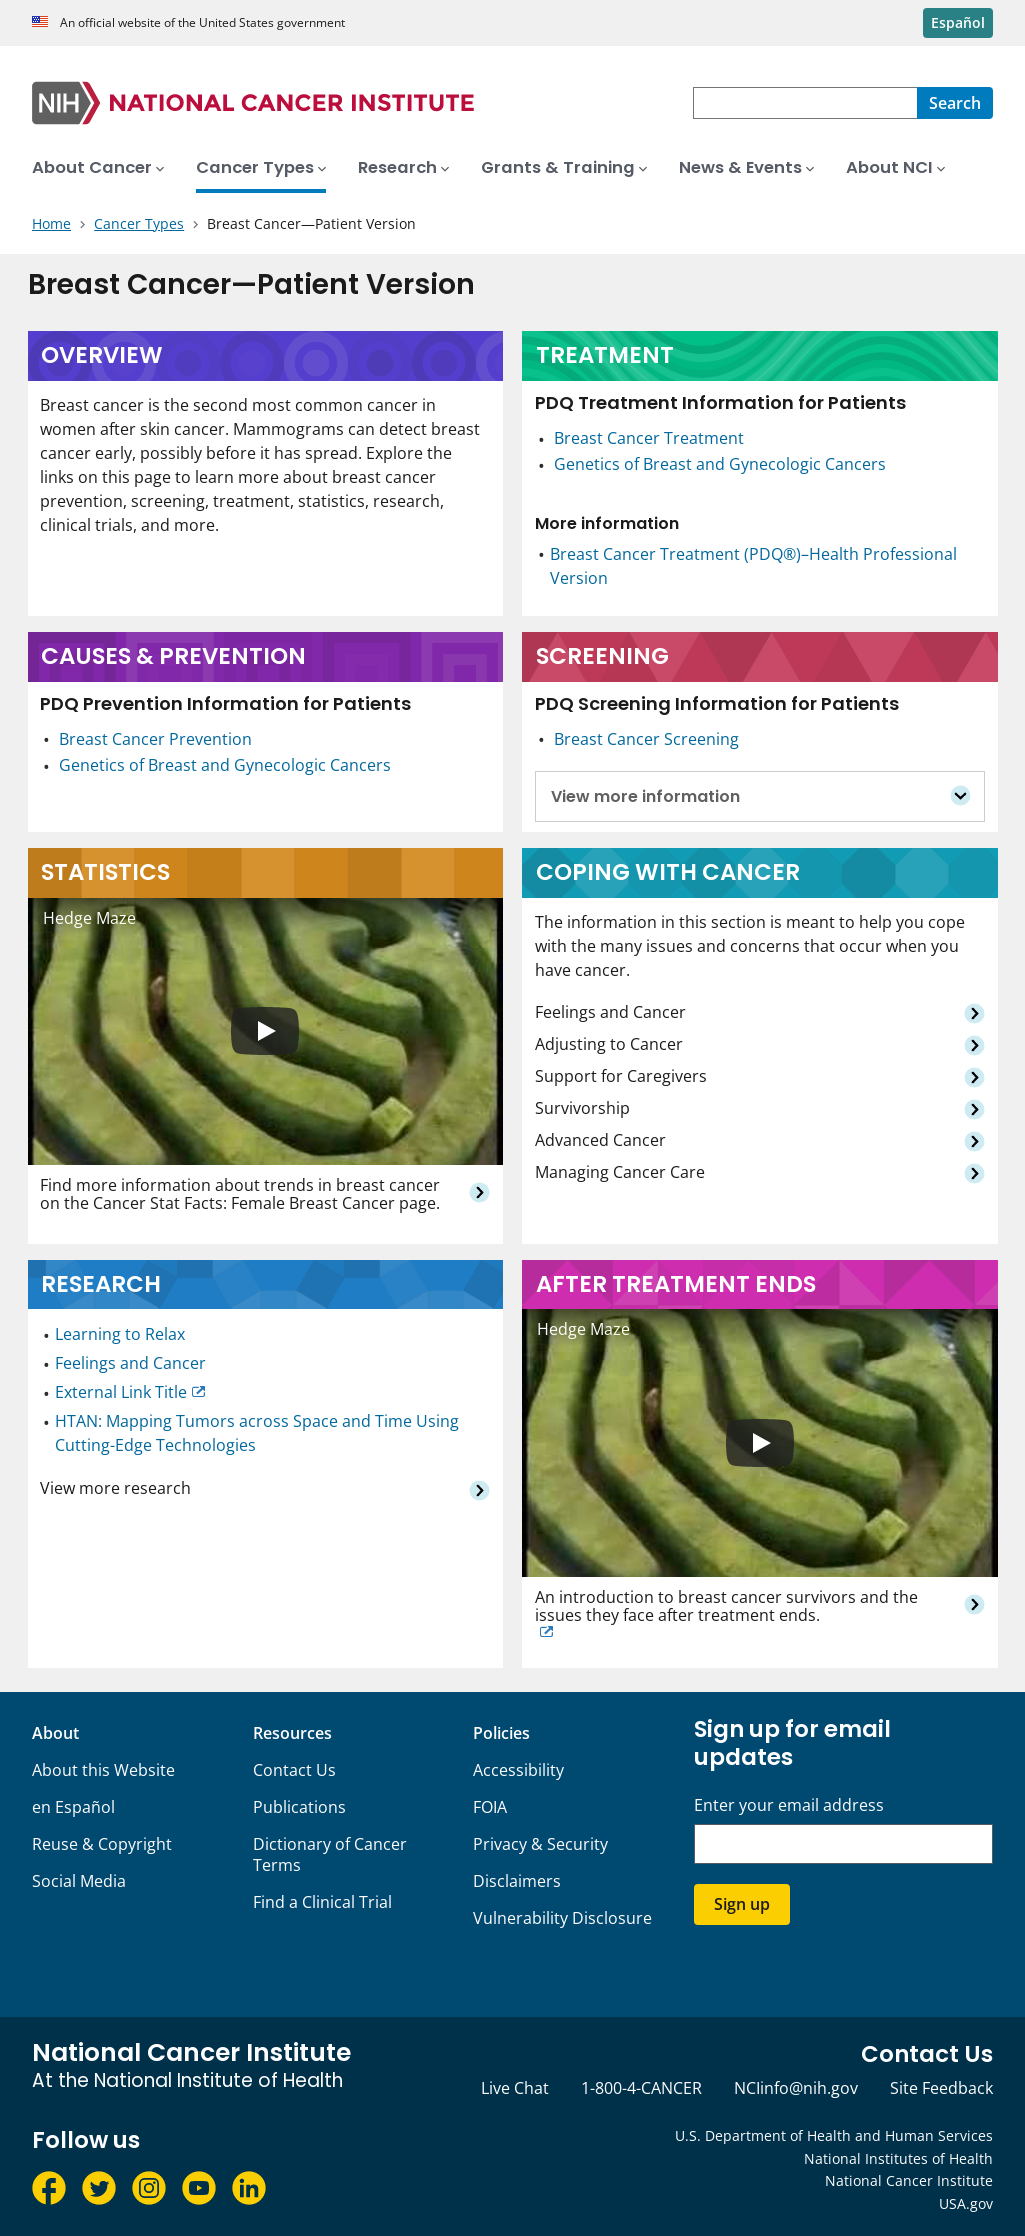 An official website of the United States government
Español
NIH NATIONAL CANCER INSTITUTE
Search
About Cancer Cancer Types Research Grants & Training News & Events About NCI
Home Cancer Types Breast Cancer—Patient Version
Breast Cancer—Patient Version
OVERVIEW
Breast cancer is the second most common cancer in
women after skin cancer. Mammograms can detect breast
cancer early, possibly before it has spread. Explore the
links on this page to learn more about breast cancer
prevention, screening, treatment, statistics, research,
clinical trials, and more.
TREATMENT
PDQ Treatment Information for Patients
• Breast Cancer Treatment
• Genetics of Breast and Gynecologic Cancers
More information
• Breast Cancer Treatment (PDQ®)–Health Professional
Version
CAUSES & PREVENTION
PDQ Prevention Information for Patients
• Breast Cancer Prevention
• Genetics of Breast and Gynecologic Cancers
SCREENING
PDQ Screening Information for Patients
• Breast Cancer Screening
View more information
STATISTICS
Hedge Maze
Find more information about trends in breast cancer
on the Cancer Stat Facts: Female Breast Cancer page.
COPING WITH CANCER
The information in this section is meant to help you cope
with the many issues and concerns that occur when you
have cancer.
Feelings and Cancer
Adjusting to Cancer
Support for Caregivers
Survivorship
Advanced Cancer
Managing Cancer Care
RESEARCH
• Learning to Relax
• Feelings and Cancer
• External Link Title
• HTAN: Mapping Tumors across Space and Time Using
Cutting-Edge Technologies
View more research
AFTER TREATMENT ENDS
Hedge Maze
An introduction to breast cancer survivors and the
issues they face after treatment ends.
About
About this Website
en Español
Reuse & Copyright
Social Media
Resources
Contact Us
Publications
Dictionary of Cancer
Terms
Find a Clinical Trial
Policies
Accessibility
FOIA
Privacy & Security
Disclaimers
Vulnerability Disclosure
Sign up for email
updates
Enter your email address
Sign up
National Cancer Institute
At the National Institute of Health
Contact Us
Live Chat 1-800-4-CANCER NCIinfo@nih.gov Site Feedback
Follow us
U.S. Department of Health and Human Services
National Institutes of Health
National Cancer Institute
USA.gov